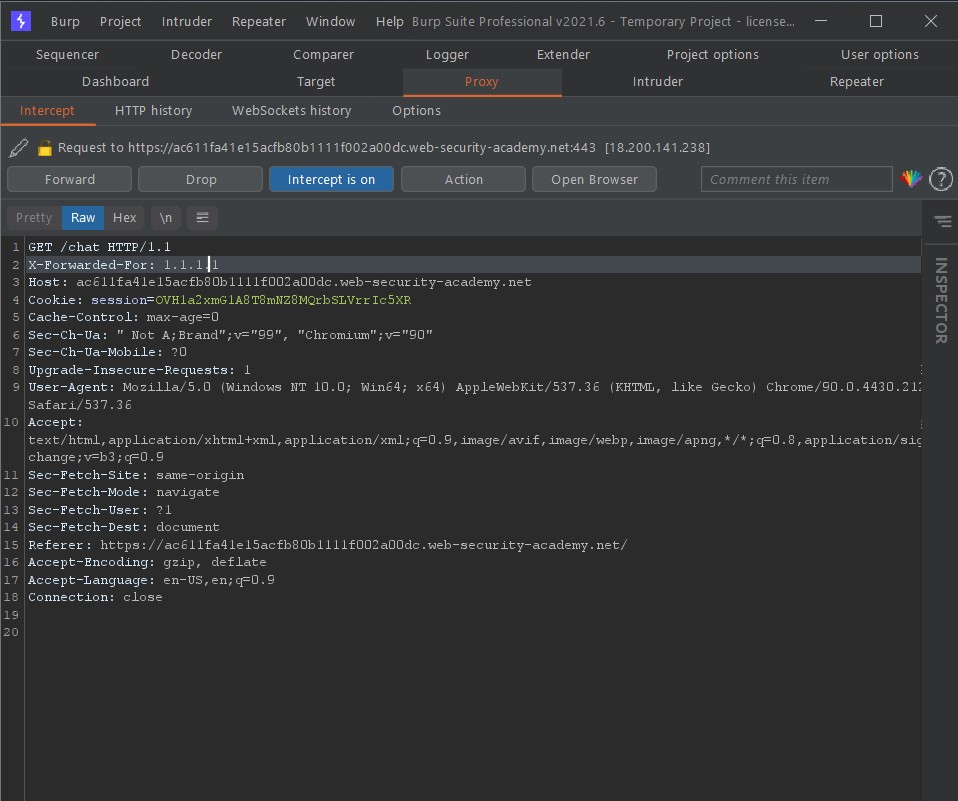 Burp Project Intruder Repeater Window Help Burp Suite Professional v2021.6 - Temporary Project - license...
Sequencer Decoder Comparer Logger Extender Project options User options
Dashboard Target Proxy Intruder Repeater
Intercept HTTP history WebSockets history Options
Request to https://ac611fa41e15acfb80b1111f002a00dc.web-security-academy.net:443 [18.200.141.238]
Forward Drop Intercept is on Action Open Browser Comment this item ?
Pretty Raw Hex \n
INSPECTOR
1 GET /chat HTTP/1.1
2 X-Forwarded-For: 1.1.1.1
3 Host: ac611fa41e15acfb80b1111f002a00dc.web-security-academy.net
4 Cookie: session=OVH1a2xmG1A8T8mNZ8MQrbSLVrrIc5XR
5 Cache-Control: max-age=0
6 Sec-Ch-Ua: " Not A;Brand";v="99", "Chromium";v="90"
7 Sec-Ch-Ua-Mobile: ?0
8 Upgrade-Insecure-Requests: 1
9 User-Agent: Mozilla/5.0 (Windows NT 10.0; Win64; x64) AppleWebKit/537.36 (KHTML, like Gecko) Chrome/90.0.4430.212
Safari/537.36
10 Accept:
text/html,application/xhtml+xml,application/xml;q=0.9,image/avif,image/webp,image/apng,*/*;q=0.8,application/sig
change;v=b3;q=0.9
11 Sec-Fetch-Site: same-origin
12 Sec-Fetch-Mode: navigate
13 Sec-Fetch-User: ?1
14 Sec-Fetch-Dest: document
15 Referer: https://ac611fa41e15acfb80b1111f002a00dc.web-security-academy.net/
16 Accept-Encoding: gzip, deflate
17 Accept-Language: en-US,en;q=0.9
18 Connection: close
19
20